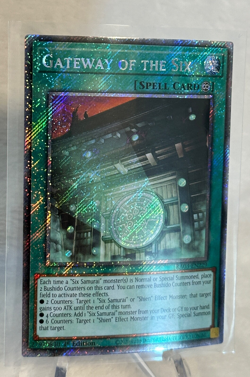 GATEWAY OF THE SIX
[SPELL CARD ]
Each time a "Six Samurai" monster(s) is Normal or Special Summoned, place
2 Bushido Counters on this card. You can remove Bushido Counters from your
field to activate these effects.
● 2 Counters: Target 1 "Six Samurai" or "Shien" Effect Monster; that target
gains 500 ATK until the end of this turn.
● 4 Counters: Add 1 "Six Samurai" monster from your Deck or GY to your hand.
● 6 Counters: Target 1 "Shien" Effect Monster in your GY; Special Summon
that target.
Edition